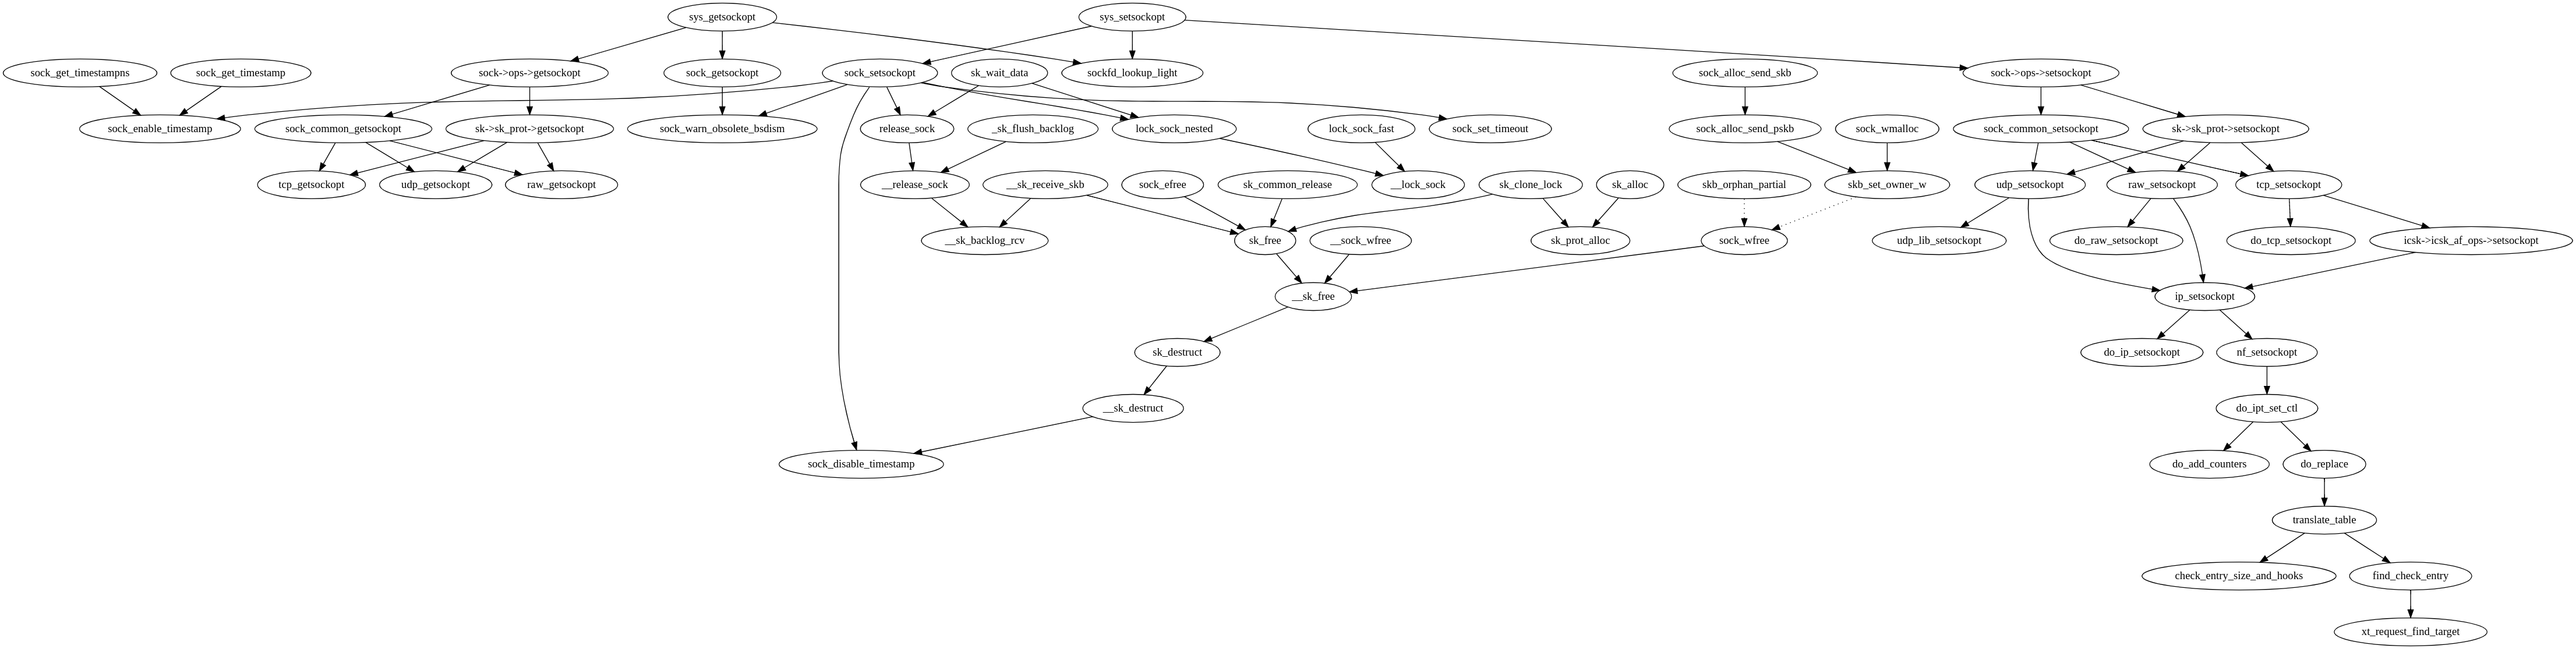 sys_getsockopt
sys_setsockopt
sock_get_timestampns
sock_get_timestamp
sock->ops->getsockopt
sock_getsockopt
sock_setsockopt
sk_wait_data
sockfd_lookup_light
sock_alloc_send_skb
sock->ops->setsockopt
sock_enable_timestamp
sock_common_getsockopt
sk->sk_prot->getsockopt
sock_warn_obsolete_bsdism
release_sock
_sk_flush_backlog
lock_sock_nested
lock_sock_fast
sock_set_timeout
sock_alloc_send_pskb
sock_wmalloc
sock_common_setsockopt
sk->sk_prot->setsockopt
tcp_getsockopt
udp_getsockopt
raw_getsockopt
__release_sock
__sk_receive_skb
sock_efree
sk_common_release
__lock_sock
sk_clone_lock
sk_alloc
skb_orphan_partial
skb_set_owner_w
udp_setsockopt
raw_setsockopt
tcp_setsockopt
__sk_backlog_rcv
sk_free
__sock_wfree
sk_prot_alloc
sock_wfree
udp_lib_setsockopt
do_raw_setsockopt
do_tcp_setsockopt
icsk->icsk_af_ops->setsockopt
__sk_free
ip_setsockopt
sk_destruct
do_ip_setsockopt
nf_setsockopt
__sk_destruct
do_ipt_set_ctl
sock_disable_timestamp
do_add_counters
do_replace
translate_table
check_entry_size_and_hooks
find_check_entry
xt_request_find_target